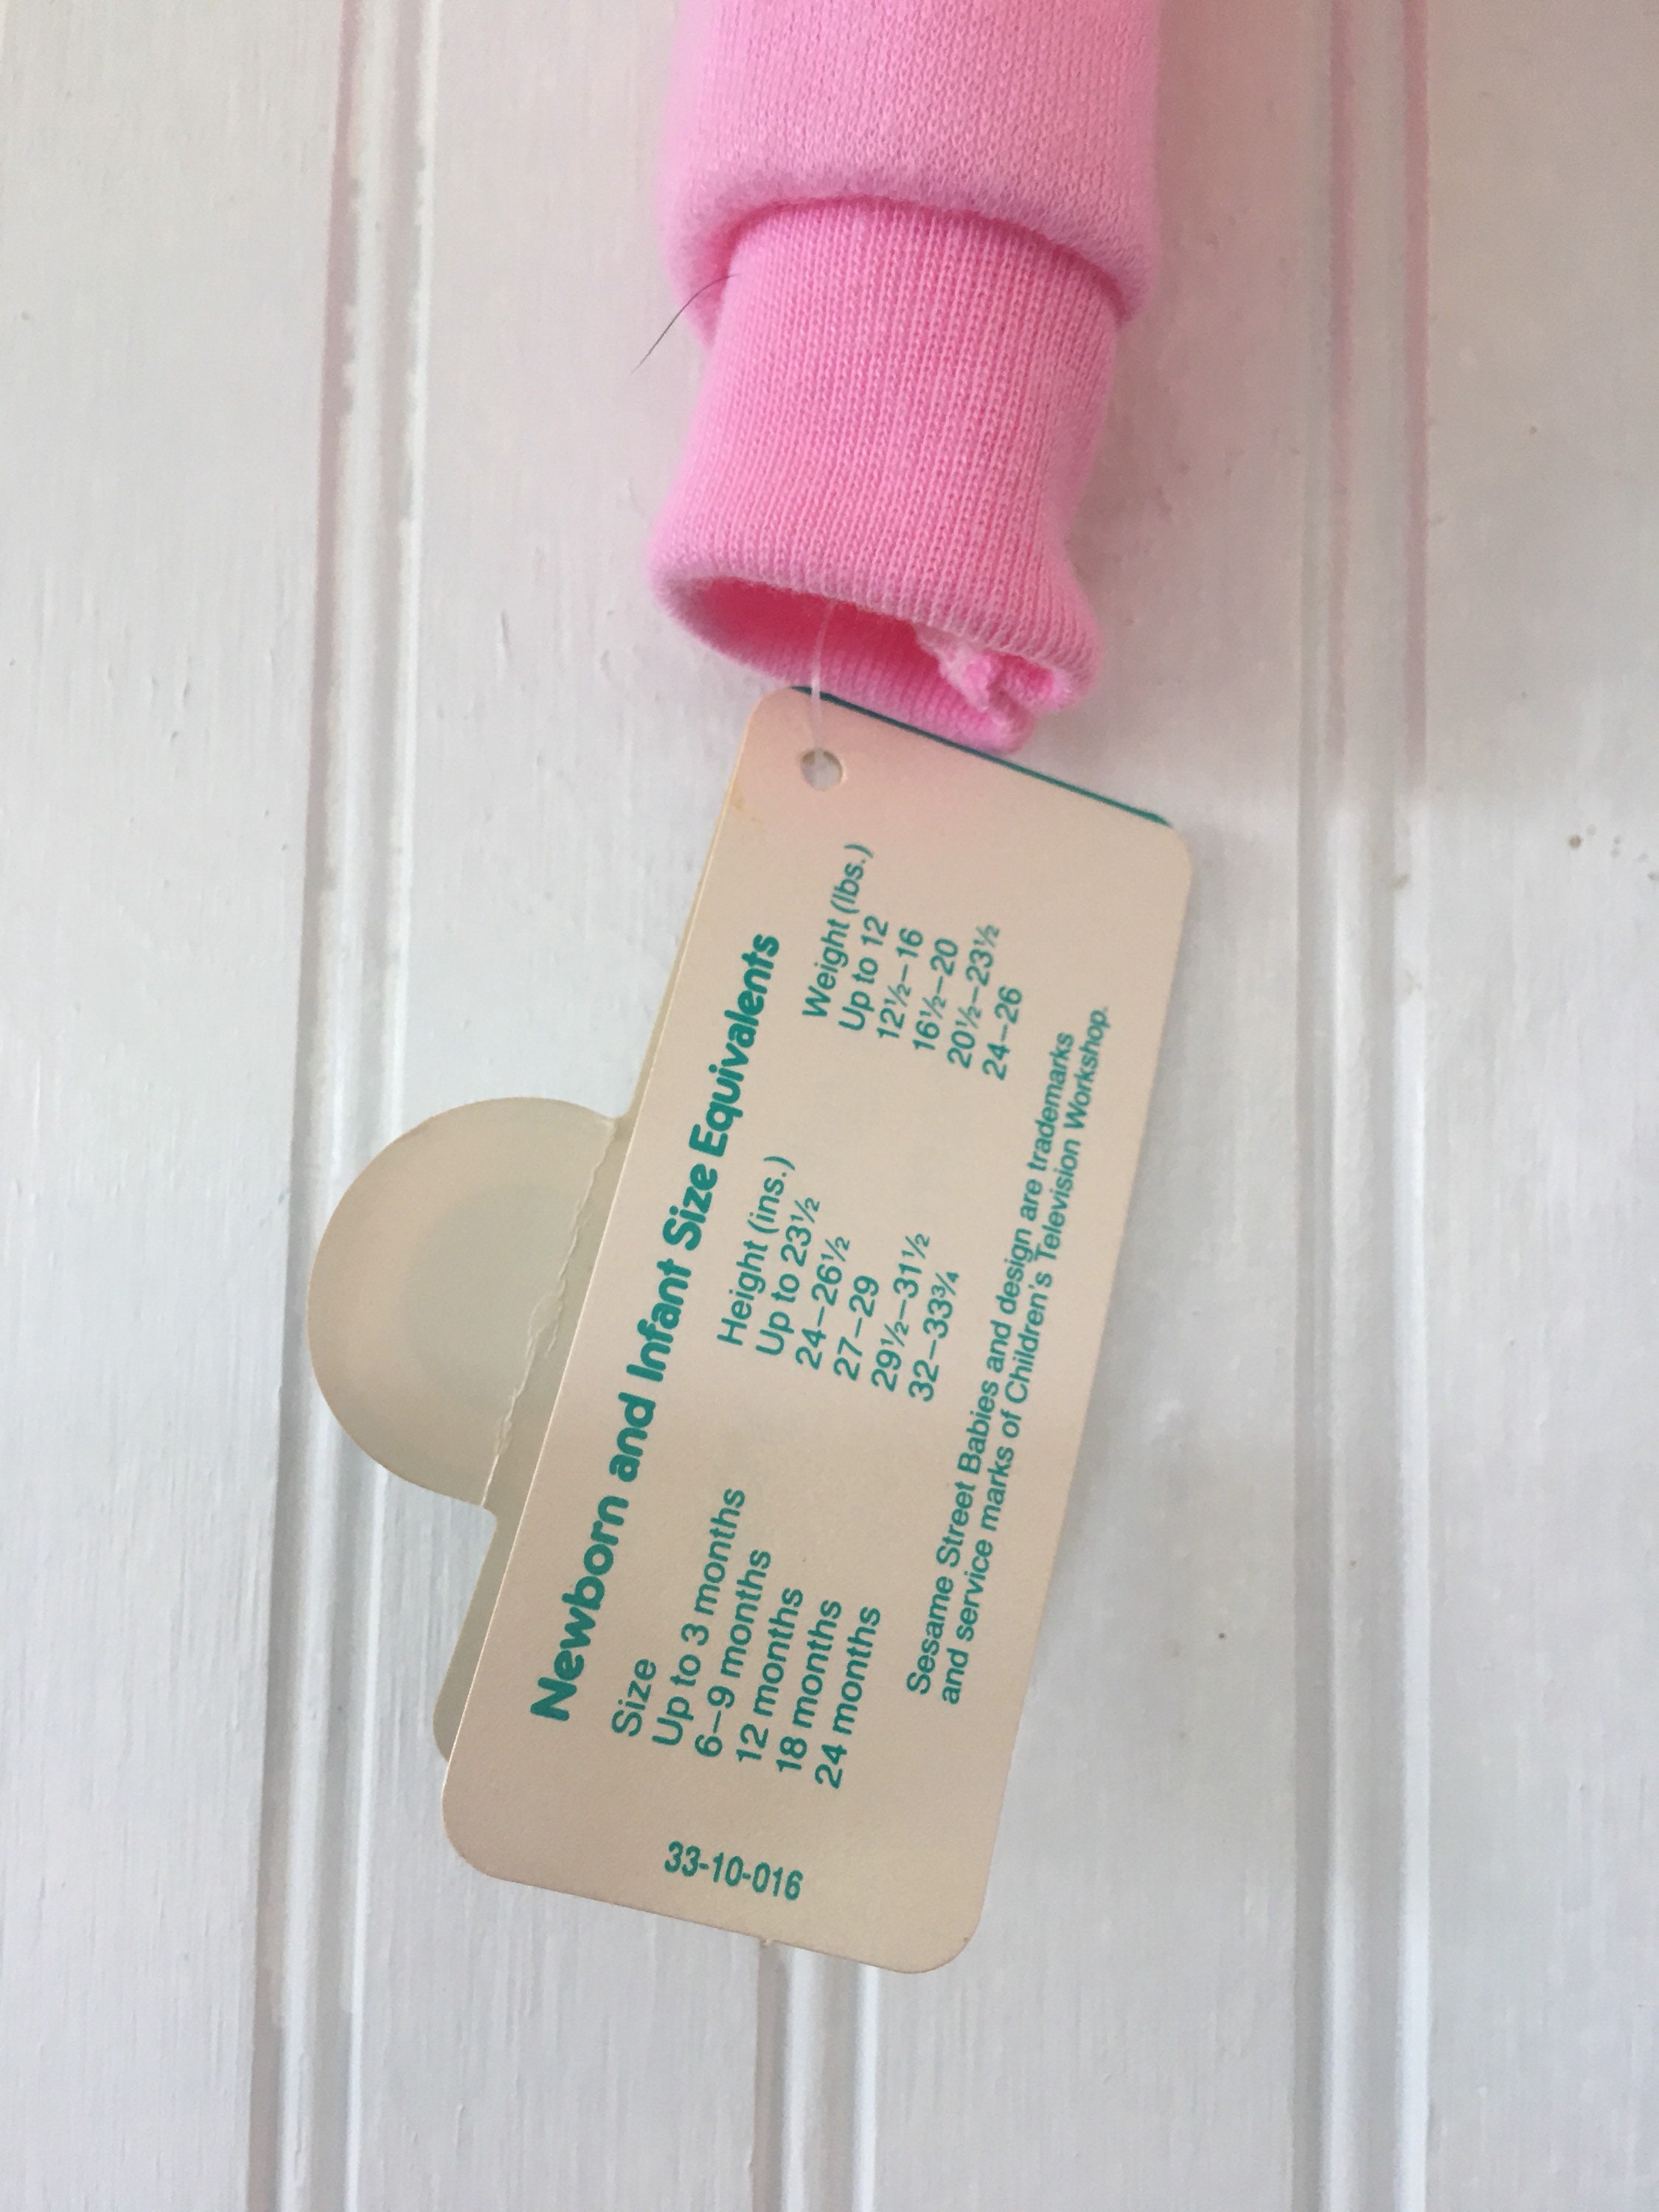 Newborn and Infant Size Equivalents
Size Height (ins.) Weight (lbs.)
Up to 3 months Up to 23½ Up to 12
6–9 months 24–26½ 12½–16
12 months 27–29 16½–20
18 months 29½–31½ 20½–23½
24 months 32–33¾ 24–26
Sesame Street Babies and design are trademarks
and service marks of Children's Television Workshop.
33-10-016